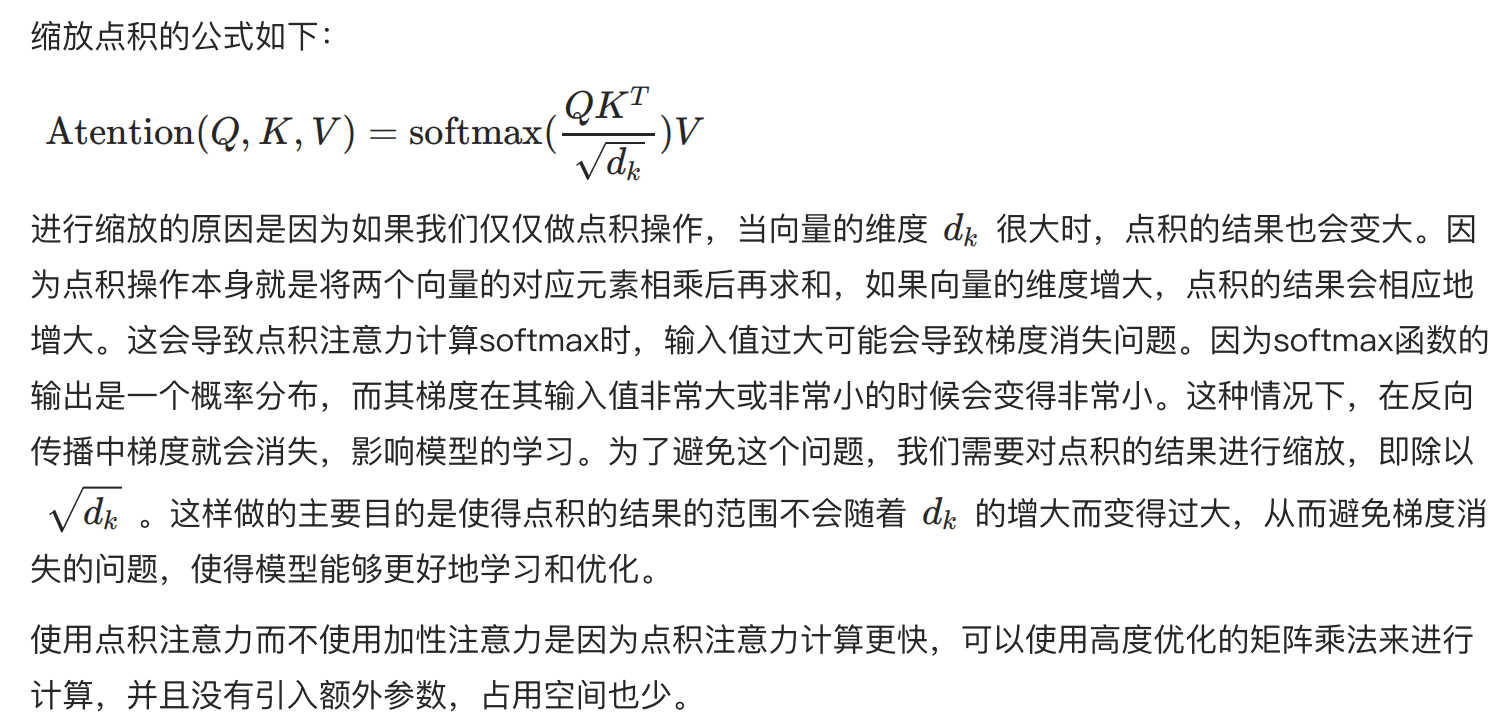 缩放点积的公式如下：
Atention(Q, K, V) = softmax(\frac{QK^T}{\sqrt{d_k}})V
进行缩放的原因是因为如果我们仅仅做点积操作，当向量的维度 d_k 很大时，点积的结果也会变大。因
为点积操作本身就是将两个向量的对应元素相乘后再求和，如果向量的维度增大，点积的结果会相应地
增大。这会导致点积注意力计算softmax时，输入值过大可能会导致梯度消失问题。因为softmax函数的
输出是一个概率分布，而其梯度在其输入值非常大或非常小的时候会变得非常小。这种情况下，在反向
传播中梯度就会消失，影响模型的学习。为了避免这个问题，我们需要对点积的结果进行缩放，即除以
\sqrt{d_k} 。这样做的主要目的是使得点积的结果的范围不会随着 d_k 的增大而变得过大，从而避免梯度消
失的问题，使得模型能够更好地学习和优化。
使用点积注意力而不使用加性注意力是因为点积注意力计算更快，可以使用高度优化的矩阵乘法来进行
计算，并且没有引入额外参数，占用空间也少。